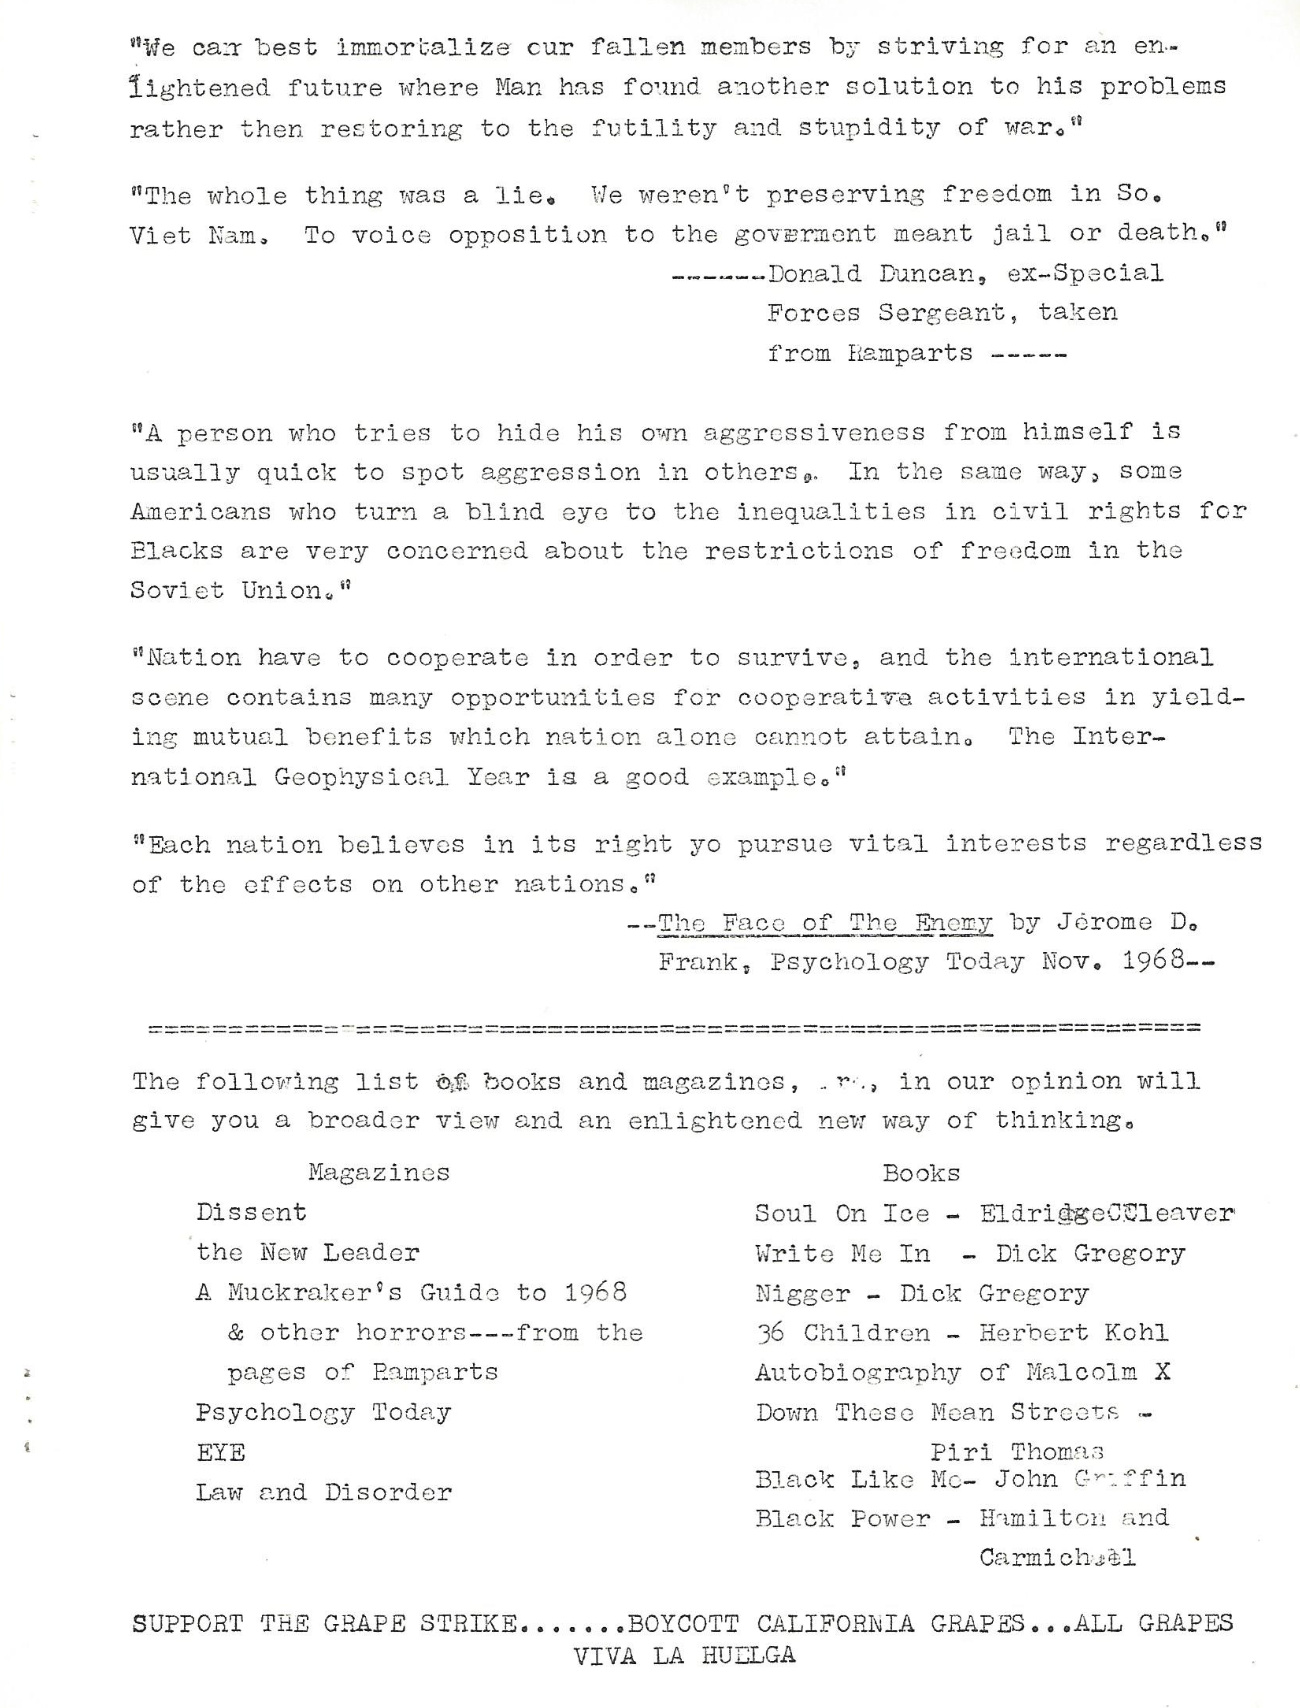 "We can best immortalize our fallen members by striving for an en-
lightened future where Man has found another solution to his problems
rather then restoring to the futility and stupidity of war."
"The whole thing was a lie. We weren't preserving freedom in So.
Viet Nam. To voice opposition to the goverment meant jail or death."
------Donald Duncan, ex-Special
Forces Sergeant, taken
from Ramparts -----
"A person who tries to hide his own aggressiveness from himself is
usually quick to spot aggression in others,. In the same way, some
Americans who turn a blind eye to the inequalities in civil rights for
Blacks are very concerned about the restrictions of freedom in the
Soviet Union."
"Nation have to cooperate in order to survive, and the international
scene contains many opportunities for cooperative activities in yield-
ing mutual benefits which nation alone cannot attain. The Inter-
national Geophysical Year is a good example."
"Each nation believes in its right yo pursue vital interests regardless
of the effects on other nations."
--The Face of The Enemy by Jerome D.
Frank, Psychology Today Nov. 1968--
==================================================================
The following list of books and magazines, in our opinion will
give you a broader view and an enlightened new way of thinking.
Magazines Books
Dissent Soul On Ice - Eldridge CCleaver
the New Leader Write Me In - Dick Gregory
A Muckraker's Guide to 1968 Nigger - Dick Gregory
& other horrors---from the 36 Children - Herbert Kohl
pages of Ramparts Autobiography of Malcolm X
Psychology Today Down These Mean Streets -
EYE Piri Thomas
Law and Disorder Black Like Me- John Griffin
Black Power - Hamilton and
Carmichael
SUPPORT THE GRAPE STRIKE.......BOYCOTT CALIFORNIA GRAPES...ALL GRAPES
VIVA LA HUELGA